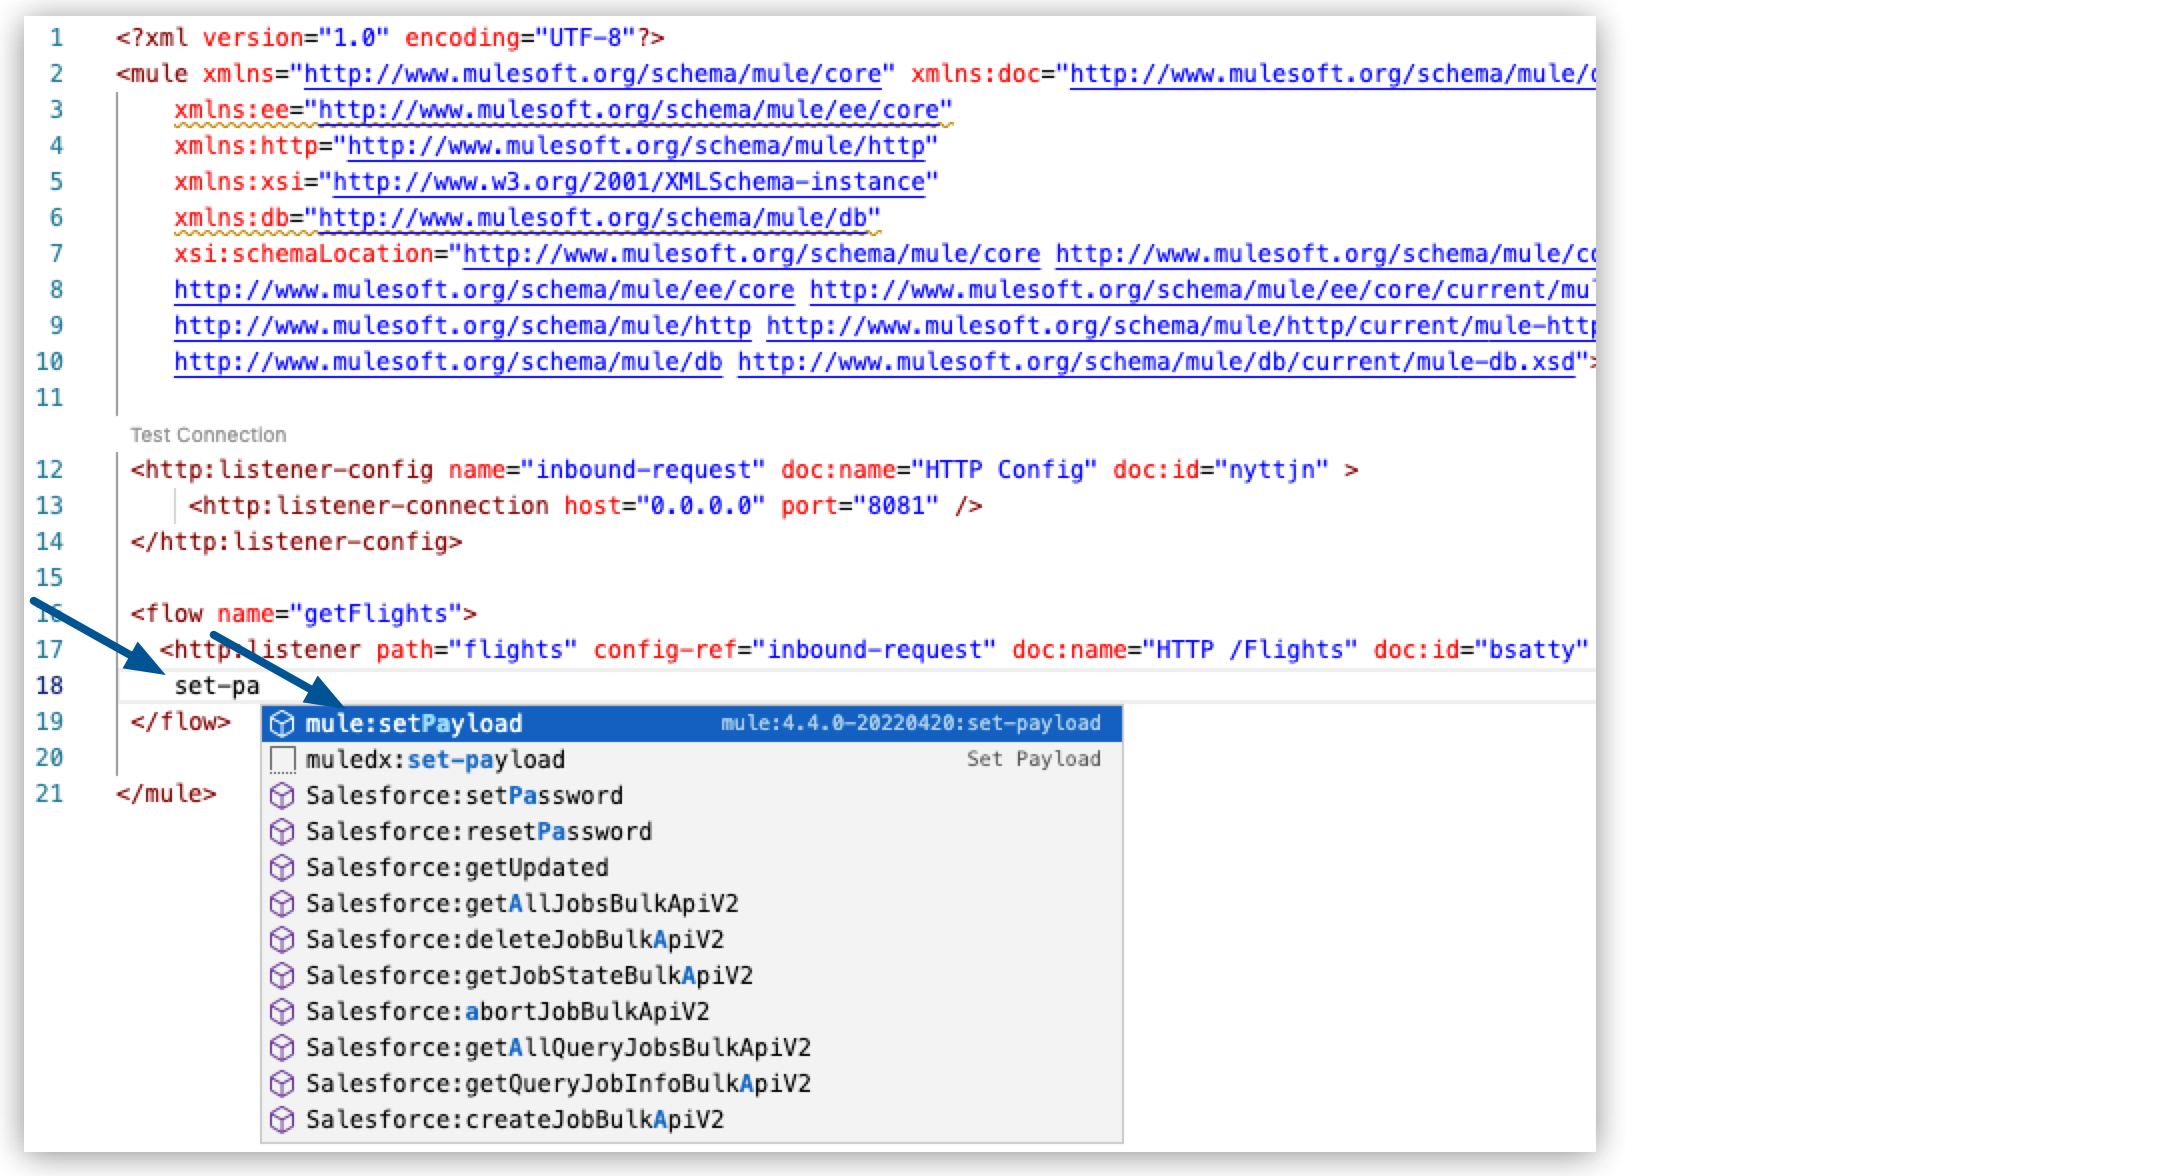 1 <?xml version="1.0" encoding="UTF-8"?>
2 <mule xmlns="http://www.mulesoft.org/schema/mule/core" xmlns:doc="http://www.mulesoft.org/schema/mule/
3 xmlns:ee="http://www.mulesoft.org/schema/mule/ee/core"
4 xmlns:http="http://www.mulesoft.org/schema/mule/http"
5 xmlns:xsi="http://www.w3.org/2001/XMLSchema-instance"
6 xmlns:db="http://www.mulesoft.org/schema/mule/db"
7 xsi:schemaLocation="http://www.mulesoft.org/schema/mule/core http://www.mulesoft.org/schema/mule/c
8 http://www.mulesoft.org/schema/mule/ee/core http://www.mulesoft.org/schema/mule/ee/core/current/mu
9 http://www.mulesoft.org/schema/mule/http http://www.mulesoft.org/schema/mule/http/current/mule-http
10 http://www.mulesoft.org/schema/mule/db http://www.mulesoft.org/schema/mule/db/current/mule-db.xsd">
11
Test Connection
12 <http:listener-config name="inbound-request" doc:name="HTTP Config" doc:id="nyttjn" >
13 <http:listener-connection host="0.0.0.0" port="8081" />
14 </http:listener-config>
15
16 <flow name="getFlights">
17 <http:listener path="flights" config-ref="inbound-request" doc:name="HTTP /Flights" doc:id="bsatty"
18 set-pa
19 </flow>
20
21 </mule>
mule:setPayload mule:4.4.0-20220420:set-payload
muledx:set-payload Set Payload
Salesforce:setPassword
Salesforce:resetPassword
Salesforce:getUpdated
Salesforce:getAllJobsBulkApiV2
Salesforce:deleteJobBulkApiV2
Salesforce:getJobStateBulkApiV2
Salesforce:abortJobBulkApiV2
Salesforce:getAllQueryJobsBulkApiV2
Salesforce:getQueryJobInfoBulkApiV2
Salesforce:createJobBulkApiV2